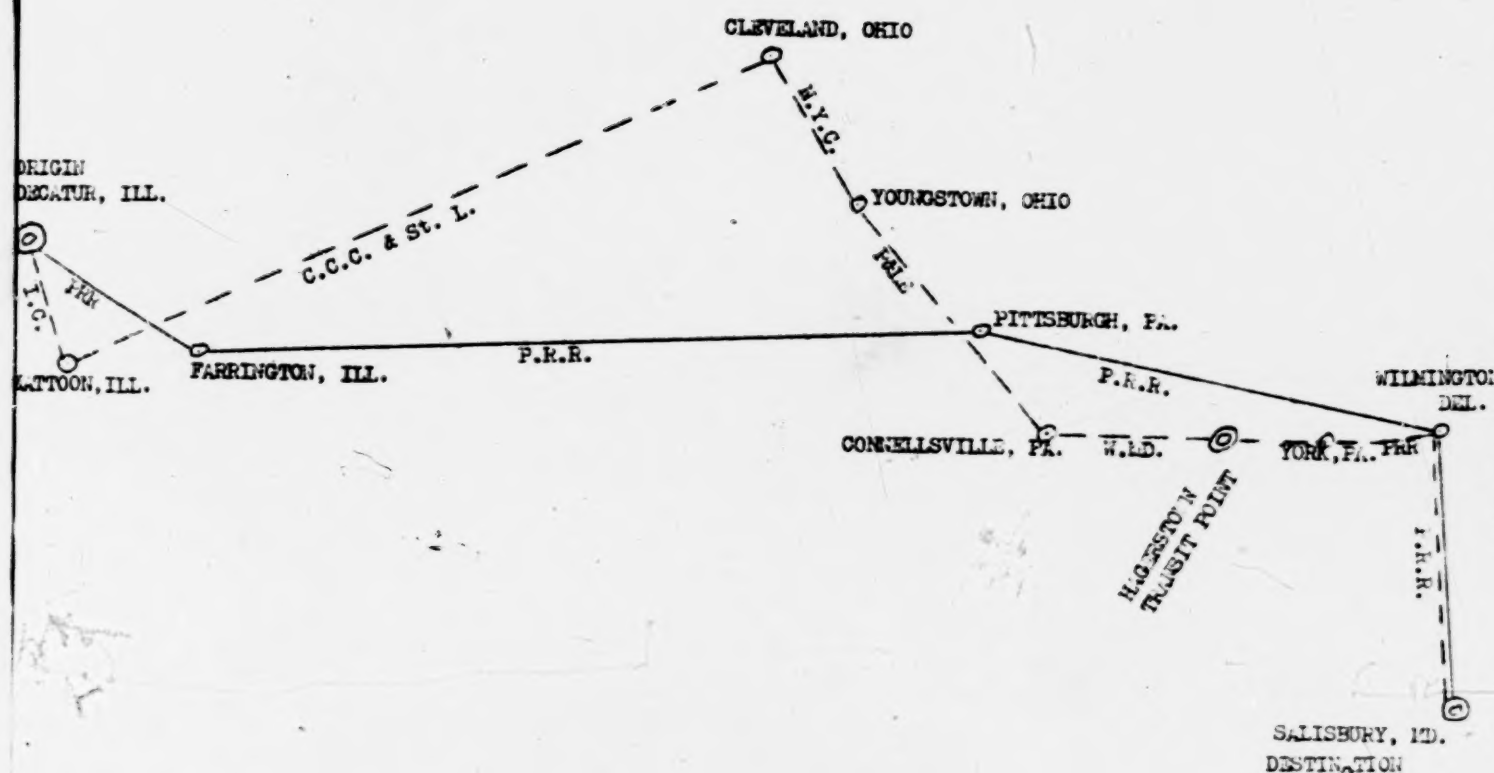 CLEVELAND, OHIO
N.Y.C.
ORIGIN
DECATUR, ILL.
YOUNGSTOWN, OHIO
C.C.C. & St. L.
P&LE
I.C.
PRR
PITTSBURGH, PA.
MATTOON, ILL.
FARRINGTON, ILL.
P.R.R.
P.R.R.
WILMINGTON
DEL.
CONNELLSVILLE, PA.
W.MD.
YORK, PA.
PRR
HAGERSTOWN
TRANSIT POINT
P.R.R.
SALISBURY, MD.
DESTINATION